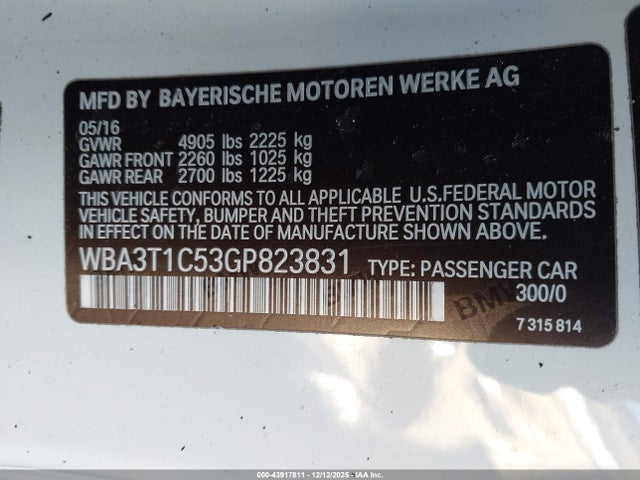 MFD BY BAYERISCHE MOTOREN WERKE AG
05/16
GVWR 4905 lbs 2225 kg
GAWR FRONT 2260 lbs 1025 kg
GAWR REAR 2700 lbs 1225 kg
THIS VEHICLE CONFORMS TO ALL APPLICABLE U.S.FEDERAL MOTOR
VEHICLE SAFETY, BUMPER AND THEFT PREVENTION STANDARDS
IN EFFECT ON THE DATE OF MANUFACTURE SHOWN ABOVE.
WBA3T1C53GP823831 TYPE: PASSENGER CAR
300/0
BMW
7 315 814
000-43917811 - 12/12/2025 - IAA Inc.